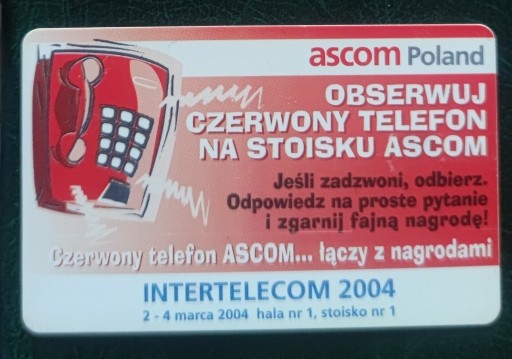 ascom Poland
OBSERWUJ
CZERWONY TELEFON
NA STOISKU ASCOM
Jeśli zadzwoni, odbierz.
Odpowiedz na proste pytanie
i zgarnij fajną nagrodę!
Czerwony telefon ASCOM... łączy z nagrodami
INTERTELECOM 2004
2 - 4 marca 2004 hala nr 1, stoisko nr 1